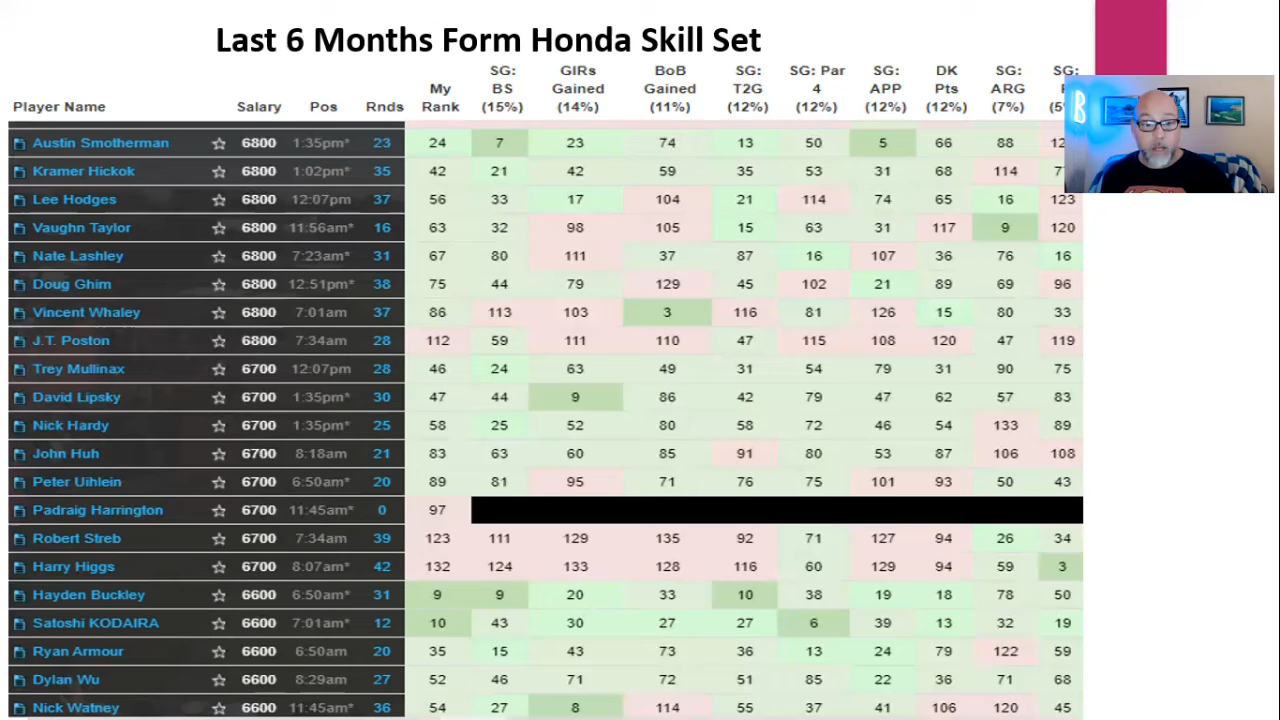 Last 6 Months Form Honda Skill Set
Player Name Salary Pos Rnds My Rank SG: BS (15%) GIRs Gained (14%) BoB Gained (11%) SG: T2G (12%) SG: Par 4 (12%) SG: APP (12%) DK Pts (12%) SG: ARG (7%) SG:
Austin Smotherman 6800 1:35pm* 23 24 7 23 74 13 50 5 66 88
Kramer Hickok 6800 1:02pm* 35 42 21 42 59 35 53 31 68 114
Lee Hodges 6800 12:07pm 37 56 33 17 104 21 114 74 65 16 123
Vaughn Taylor 6800 11:56am* 16 63 32 98 105 15 63 31 117 9 120
Nate Lashley 6800 7:23am* 31 67 80 111 37 87 16 107 36 76 16
Doug Ghim 6800 12:51pm* 38 75 44 79 129 45 102 21 89 69 96
Vincent Whaley 6800 7:01am 37 86 113 103 3 116 81 126 15 80 33
J.T. Poston 6800 7:34am 28 112 59 111 110 47 115 108 120 47 119
Trey Mullinax 6700 12:07pm 28 46 24 63 49 31 54 79 31 90 75
David Lipsky 6700 1:35pm* 30 47 44 9 86 42 79 47 62 57 83
Nick Hardy 6700 1:35pm* 25 58 25 52 80 58 72 46 54 133 89
John Huh 6700 8:18am 21 83 63 60 85 91 80 53 87 106 108
Peter Uihlein 6700 6:50am* 20 89 81 95 71 76 75 101 93 50 43
Padraig Harrington 6700 11:45am* 0 97
Robert Streb 6700 7:34am 39 123 111 129 135 92 71 127 94 26 34
Harry Higgs 6700 8:07am* 42 132 124 133 128 116 60 129 94 59 3
Hayden Buckley 6600 6:50am* 31 9 9 20 33 10 38 19 18 78 50
Satoshi KODAIRA 6600 7:01am* 12 10 43 30 27 27 6 39 13 32 19
Ryan Armour 6600 6:50am 20 35 15 43 73 36 13 24 79 122 59
Dylan Wu 6600 8:29am 27 52 46 71 72 51 85 22 36 71 68
Nick Watney 6600 11:45am* 36 54 27 8 114 55 37 41 106 120 45